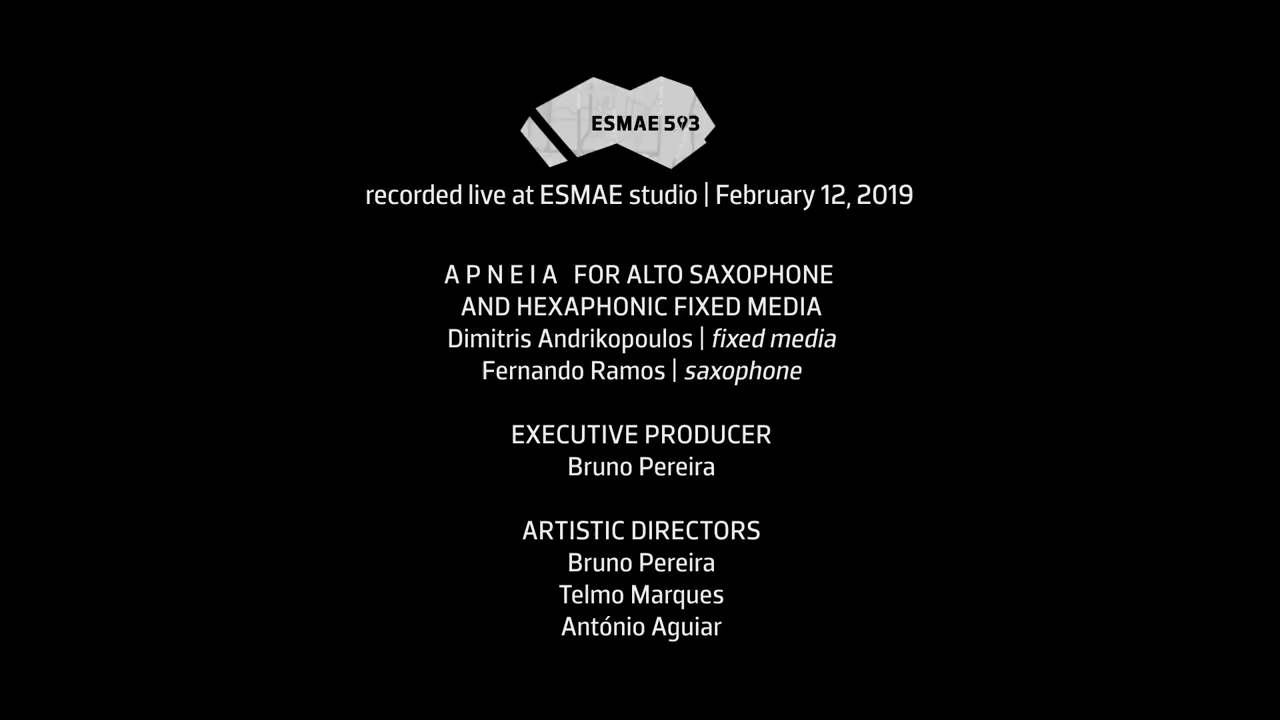 ESMAE 593
recorded live at ESMAE studio | February 12, 2019
A P N E I A FOR ALTO SAXOPHONE
AND HEXAPHONIC FIXED MEDIA
Dimitris Andrikopoulos | fixed media
Fernando Ramos | saxophone
EXECUTIVE PRODUCER
Bruno Pereira
ARTISTIC DIRECTORS
Bruno Pereira
Telmo Marques
António Aguiar